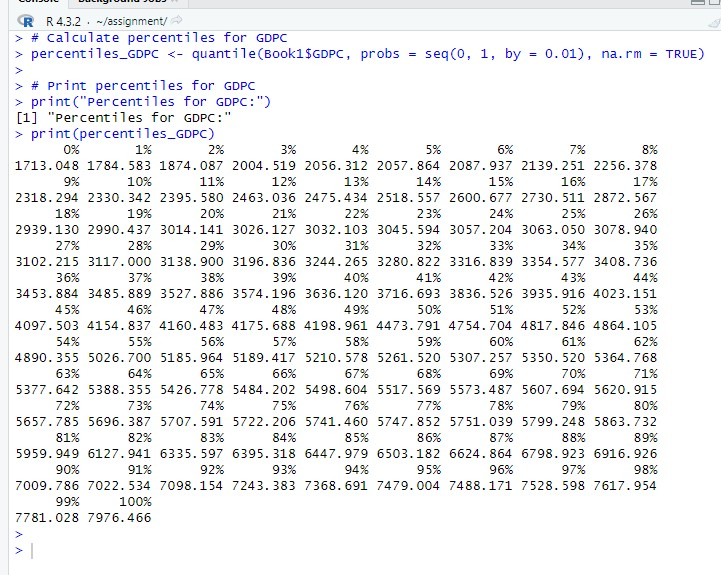 Console Background Jobs
R 4.3.2 · ~/assignment/
> # Calculate percentiles for GDPC
> percentiles_GDPC <- quantile(Book1$GDPC, probs = seq(0, 1, by = 0.01), na.rm = TRUE)
>
> # Print percentiles for GDPC
> print("Percentiles for GDPC:")
[1] "Percentiles for GDPC:"
> print(percentiles_GDPC)
0% 1% 2% 3% 4% 5% 6% 7% 8%
1713.048 1784.583 1874.087 2004.519 2056.312 2057.864 2087.937 2139.251 2256.378
9% 10% 11% 12% 13% 14% 15% 16% 17%
2318.294 2330.342 2395.580 2463.036 2475.434 2518.557 2600.677 2730.511 2872.567
18% 19% 20% 21% 22% 23% 24% 25% 26%
2939.130 2990.437 3014.141 3026.127 3032.103 3045.594 3057.204 3063.050 3078.940
27% 28% 29% 30% 31% 32% 33% 34% 35%
3102.215 3117.000 3138.900 3196.836 3244.265 3280.822 3316.839 3354.577 3408.736
36% 37% 38% 39% 40% 41% 42% 43% 44%
3453.884 3485.889 3527.886 3574.196 3636.120 3716.693 3836.526 3935.916 4023.151
45% 46% 47% 48% 49% 50% 51% 52% 53%
4097.503 4154.837 4160.483 4175.688 4198.961 4473.791 4754.704 4817.846 4864.105
54% 55% 56% 57% 58% 59% 60% 61% 62%
4890.355 5026.700 5185.964 5189.417 5210.578 5261.520 5307.257 5350.520 5364.768
63% 64% 65% 66% 67% 68% 69% 70% 71%
5377.642 5388.355 5426.778 5484.202 5498.604 5517.569 5573.487 5607.694 5620.915
72% 73% 74% 75% 76% 77% 78% 79% 80%
5657.785 5696.387 5707.591 5722.206 5741.460 5747.852 5751.039 5799.248 5863.732
81% 82% 83% 84% 85% 86% 87% 88% 89%
5959.949 6127.941 6335.597 6395.318 6447.979 6503.182 6624.864 6798.923 6916.926
90% 91% 92% 93% 94% 95% 96% 97% 98%
7009.786 7022.534 7098.154 7243.383 7368.691 7479.004 7488.171 7528.598 7617.954
99% 100%
7781.028 7976.466
>
>